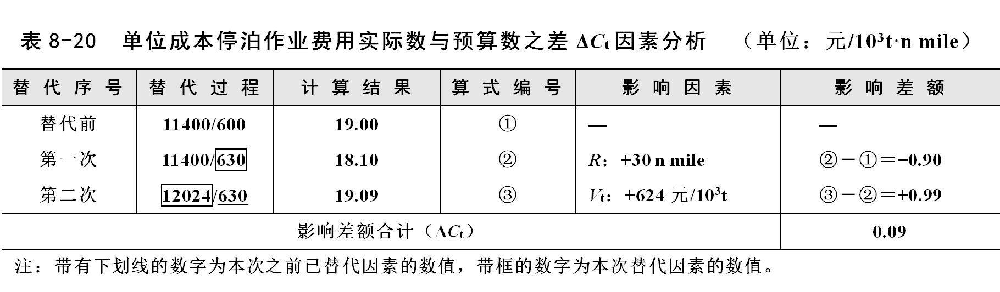 表 8-20 单位成本停泊作业费用实际数与预算数之差 ΔCt因素分析 （单位：元/10³t·n mile）
替代序号 替代过程 计算结果 算式编号 影响因素 影响差额
替代前 11400/600 19.00 ① — —
第一次 11400/630 18.10 ② R：+30 n mile ②－①＝-0.90
第二次 12024/630 19.09 ③ Vt：+624 元/10³t ③－②＝+0.99
影响差额合计（ΔCt） 0.09
注：带有下划线的数字为本次之前已替代因素的数值，带框的数字为本次替代因素的数值。